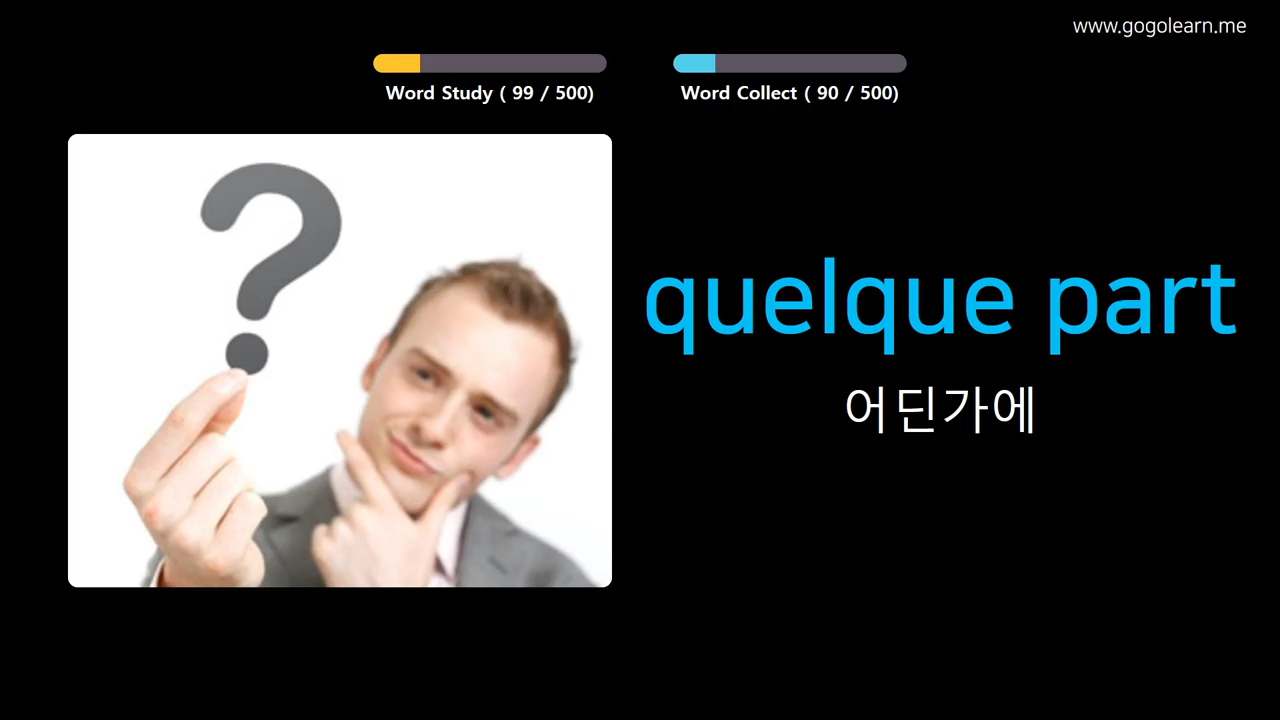 www.gogolearn.me
Word Study ( 99 / 500)
Word Collect ( 90 / 500)
?
quelque part
어딘가에